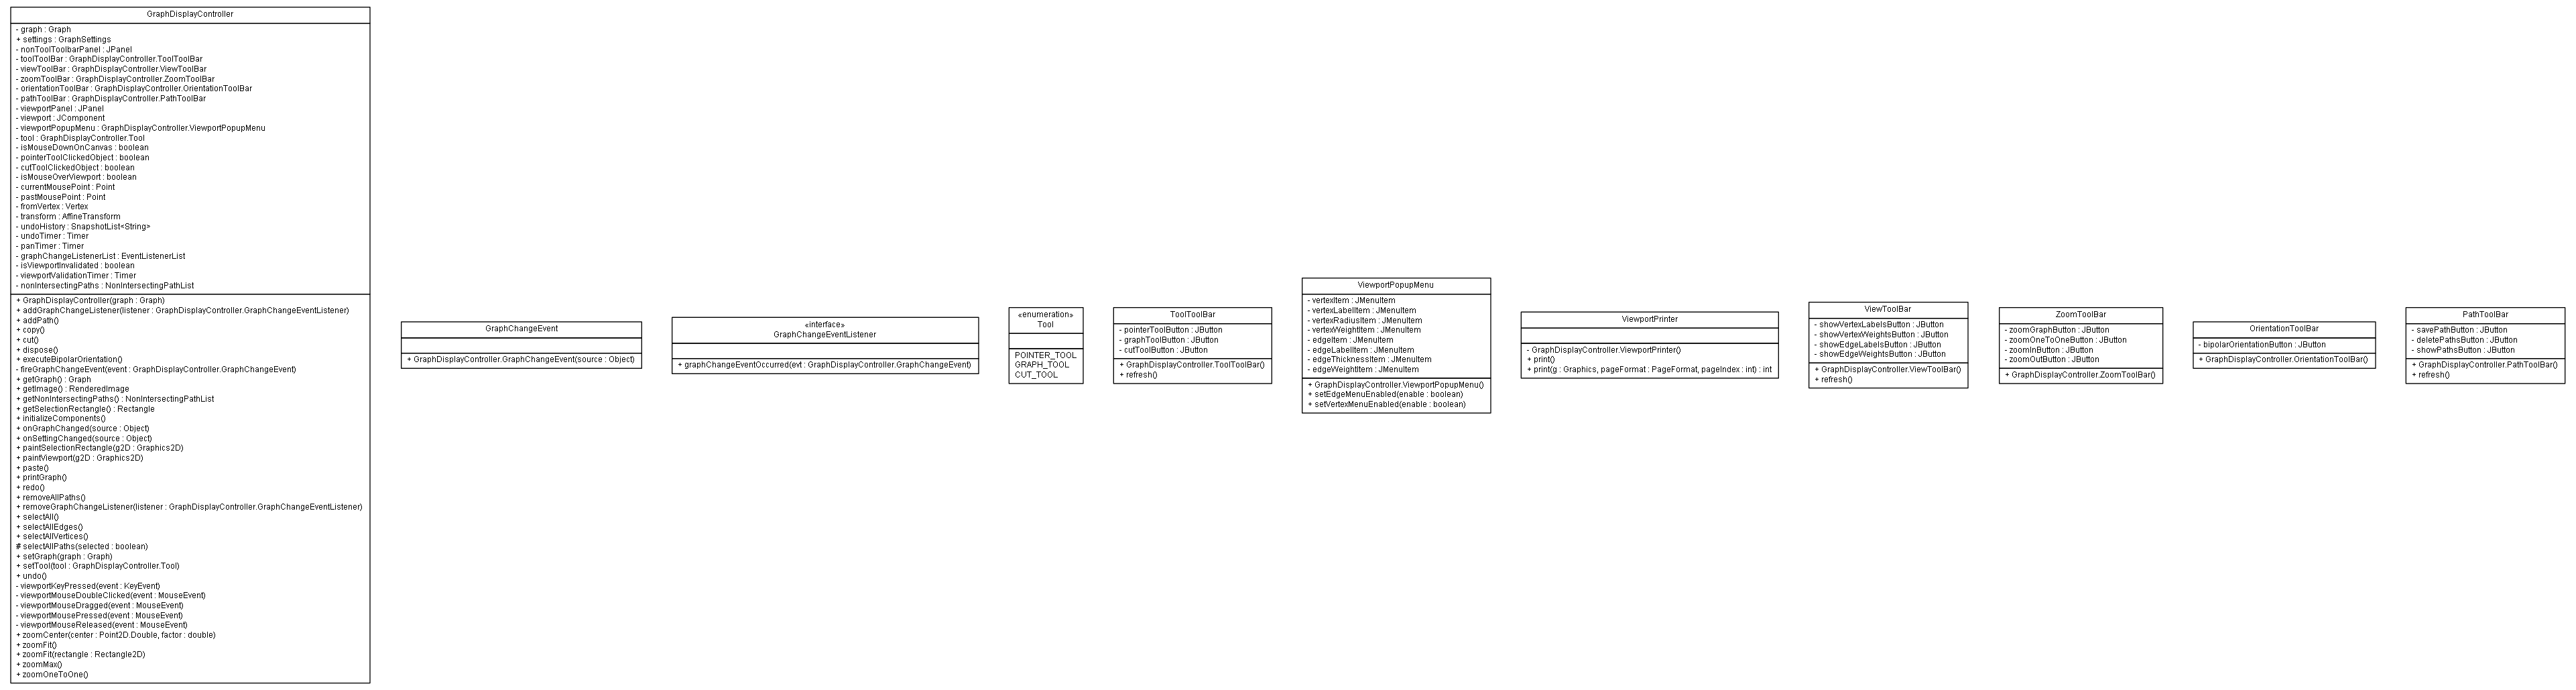 GraphDisplayController
- graph : Graph
+ settings : GraphSettings
- nonToolToolbarPanel : JPanel
- toolToolBar : GraphDisplayController.ToolToolBar
- viewToolBar : GraphDisplayController.ViewToolBar
- zoomToolBar : GraphDisplayController.ZoomToolBar
- orientationToolBar : GraphDisplayController.OrientationToolBar
- pathToolBar : GraphDisplayController.PathToolBar
- viewportPanel : JPanel
- viewport : JComponent
- viewportPopupMenu : GraphDisplayController.ViewportPopupMenu
- tool : GraphDisplayController.Tool
- isMouseDownOnCanvas : boolean
- pointerToolClickedObject : boolean
- cutToolClickedObject : boolean
- isMouseOverViewport : boolean
- currentMousePoint : Point
- pastMousePoint : Point
- fromVertex : Vertex
- transform : AffineTransform
- undoHistory : SnapshotList<String>
- undoTimer : Timer
- panTimer : Timer
- graphChangeListenerList : EventListenerList
- isViewportInvalidated : boolean
- viewportValidationTimer : Timer
- nonIntersectingPaths : NonIntersectingPathList
+ GraphDisplayController(graph : Graph)
+ addGraphChangeListener(listener : GraphDisplayController.GraphChangeEventListener)
+ addPath()
+ copy()
+ cut()
+ dispose()
+ executeBipolarOrientation()
- fireGraphChangeEvent(event : GraphDisplayController.GraphChangeEvent)
+ getGraph() : Graph
+ getImage() : RenderedImage
+ getNonIntersectingPaths() : NonIntersectingPathList
+ getSelectionRectangle() : Rectangle
+ initializeComponents()
+ onGraphChanged(source : Object)
+ onSettingChanged(source : Object)
+ paintSelectionRectangle(g2D : Graphics2D)
+ paintViewport(g2D : Graphics2D)
+ paste()
+ printGraph()
+ redo()
+ removeAllPaths()
+ removeGraphChangeListener(listener : GraphDisplayController.GraphChangeEventListener)
+ selectAll()
+ selectAllEdges()
+ selectAllVertices()
# selectAllPaths(selected : boolean)
+ setGraph(graph : Graph)
+ setTool(tool : GraphDisplayController.Tool)
+ undo()
- viewportKeyPressed(event : KeyEvent)
- viewportMouseDoubleClicked(event : MouseEvent)
- viewportMouseDragged(event : MouseEvent)
- viewportMousePressed(event : MouseEvent)
- viewportMouseReleased(event : MouseEvent)
+ zoomCenter(center : Point2D.Double, factor : double)
+ zoomFit()
+ zoomFit(rectangle : Rectangle2D)
+ zoomMax()
+ zoomOneToOne()
GraphChangeEvent
+ GraphDisplayController.GraphChangeEvent(source : Object)
«interface»
GraphChangeEventListener
+ graphChangeEventOccurred(evt : GraphDisplayController.GraphChangeEvent)
«enumeration»
Tool
POINTER_TOOL
GRAPH_TOOL
CUT_TOOL
ToolToolBar
- pointerToolButton : JButton
- graphToolButton : JButton
- cutToolButton : JButton
+ GraphDisplayController.ToolToolBar()
+ refresh()
ViewportPopupMenu
- vertexItem : JMenuItem
- vertexLabelItem : JMenuItem
- vertexRadiusItem : JMenuItem
- vertexWeightItem : JMenuItem
- edgeItem : JMenuItem
- edgeLabelItem : JMenuItem
- edgeThicknessItem : JMenuItem
- edgeWeightItem : JMenuItem
+ GraphDisplayController.ViewportPopupMenu()
+ setEdgeMenuEnabled(enable : boolean)
+ setVertexMenuEnabled(enable : boolean)
ViewportPrinter
- GraphDisplayController.ViewportPrinter()
+ print()
+ print(g : Graphics, pageFormat : PageFormat, pageIndex : int) : int
ViewToolBar
- showVertexLabelsButton : JButton
- showVertexWeightsButton : JButton
- showEdgeLabelsButton : JButton
- showEdgeWeightsButton : JButton
+ GraphDisplayController.ViewToolBar()
+ refresh()
ZoomToolBar
- zoomGraphButton : JButton
- zoomOneToOneButton : JButton
- zoomInButton : JButton
- zoomOutButton : JButton
+ GraphDisplayController.ZoomToolBar()
OrientationToolBar
- bipolarOrientationButton : JButton
+ GraphDisplayController.OrientationToolBar()
PathToolBar
- savePathButton : JButton
- deletePathsButton : JButton
- showPathsButton : JButton
+ GraphDisplayController.PathToolBar()
+ refresh()